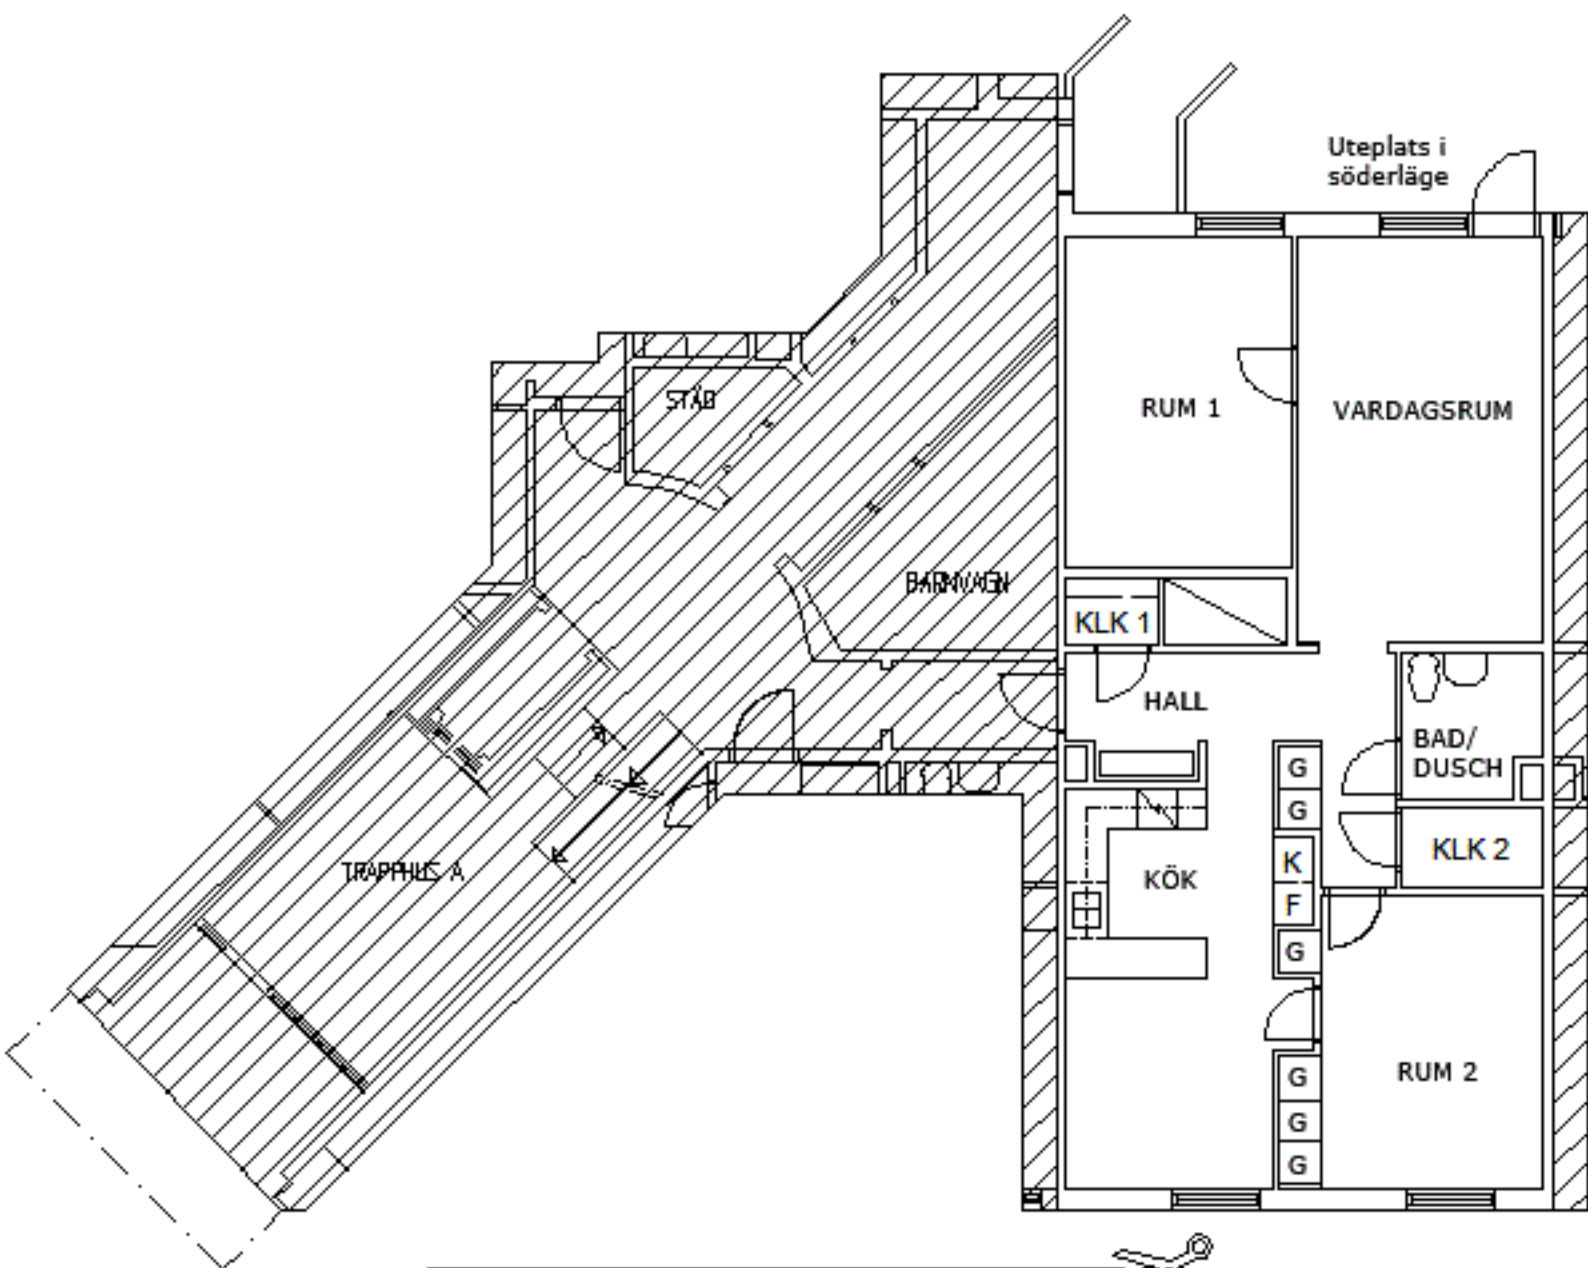 Uteplats i
söderläge
STÄD
RUM 1
VARDAGSRUM
BARNVAGN
KLK 1
HALL
BAD/
DUSCH
G
G
KLK 2
K
F
KÖK
TRAPPHUS A
G
RUM 2
G
G
G